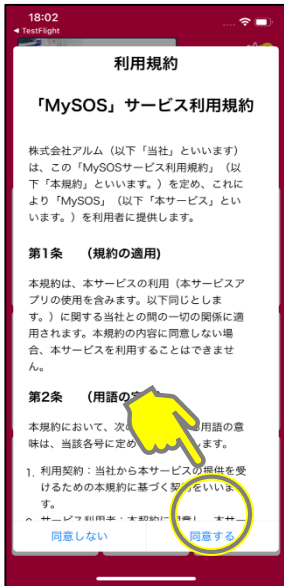 18:02
◀ TestFlight
利用規約
「MySOS」サービス利用規約
株式会社アルム（以下「当社」といいます）
は、この「MySOSサービス利用規約」（以
下「本規約」といいます。）を定め、これに
より「MySOS」（以下「本サービス」とい
います。）を利用者に提供します。
第1条　（規約の適用)
本規約は、本サービスの利用（本サービスア
プリの使用を含みます。以下同じとしま
す。）に関する当社との間の一切の関係に適
用されます。本規約の内容に同意しない場
合、本サービスを利用することはできませ
ん。
第2条　（用語の
本規約において、次の 用語の意
味は、当該各号に定め ます。
1. 利用契約：当社から本サービスの提供を受
けるための本規約に基づく契約をいいま
す。
同意しない 同意する